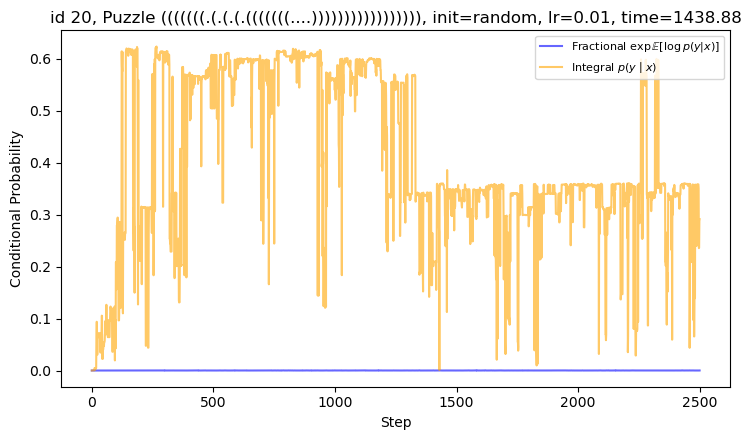 id 20, Puzzle (((((((.(.(.(.(((((((....))))))))))))))))), init=random, lr=0.01, time=1438.88
Fractional exp𝔼[log p(y|x)]
Integral p(y | x)
Conditional Probability
0.6
0.5
0.4
0.3
0.2
0.1
0.0
0
500
1000
1500
2000
2500
Step